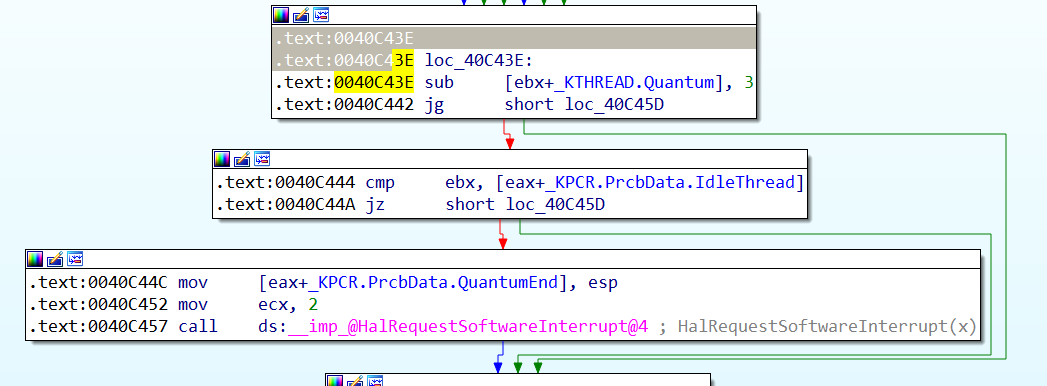 .text:0040C43E
.text:0040C43E loc_40C43E:
.text:0040C43E sub [ebx+_KTHREAD.Quantum], 3
.text:0040C442 jg short loc_40C45D
.text:0040C444 cmp ebx, [eax+_KPCR.PrcbData.IdleThread]
.text:0040C44A jz short loc_40C45D
.text:0040C44C mov [eax+_KPCR.PrcbData.QuantumEnd], esp
.text:0040C452 mov ecx, 2
.text:0040C457 call ds:__imp_@HalRequestSoftwareInterrupt@4 ; HalRequestSoftwareInterrupt(x)